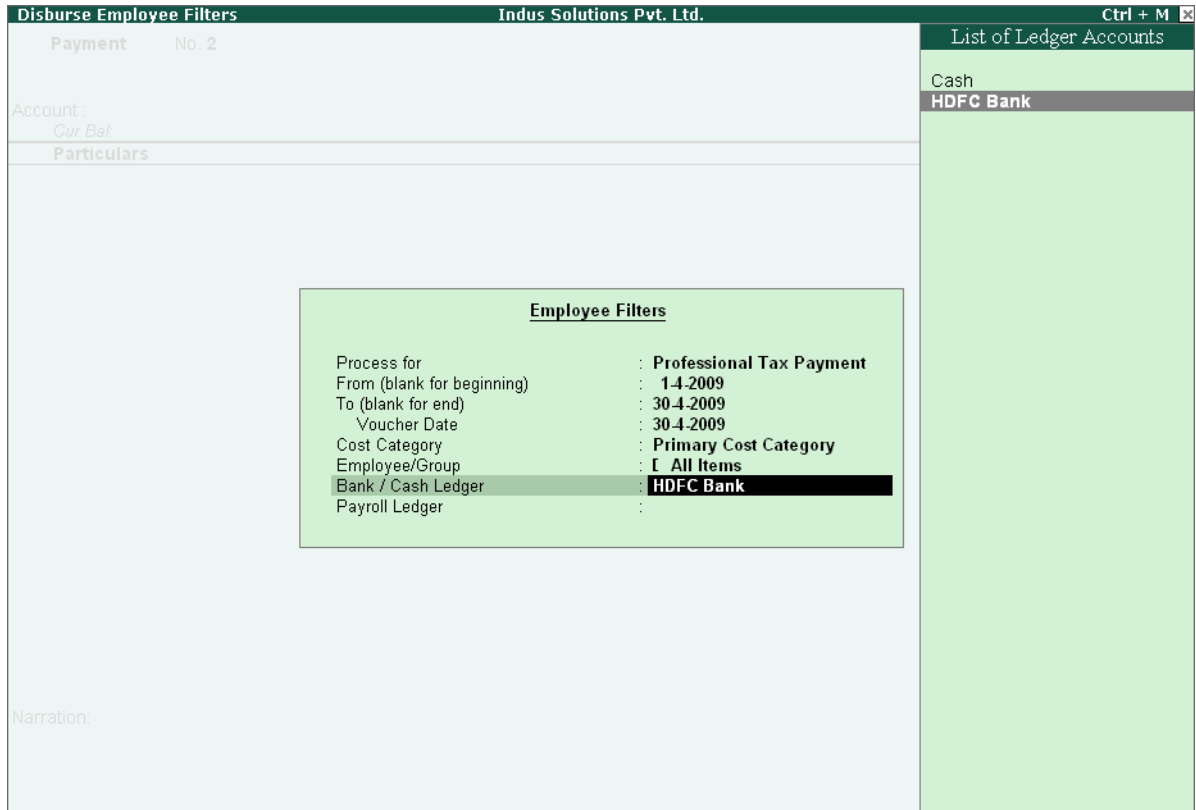 Disburse Employee Filters Indus Solutions Pvt. Ltd. Ctrl + M
Payment No. 2
List of Ledger Accounts
Cash
HDFC Bank
Account :
Cur Bal:
Particulars
Employee Filters
Process for : Professional Tax Payment
From (blank for beginning) : 1-4-2009
To (blank for end) : 30-4-2009
Voucher Date : 30-4-2009
Cost Category : Primary Cost Category
Employee/Group : [ All Items
Bank / Cash Ledger : HDFC Bank
Payroll Ledger :
Narration: